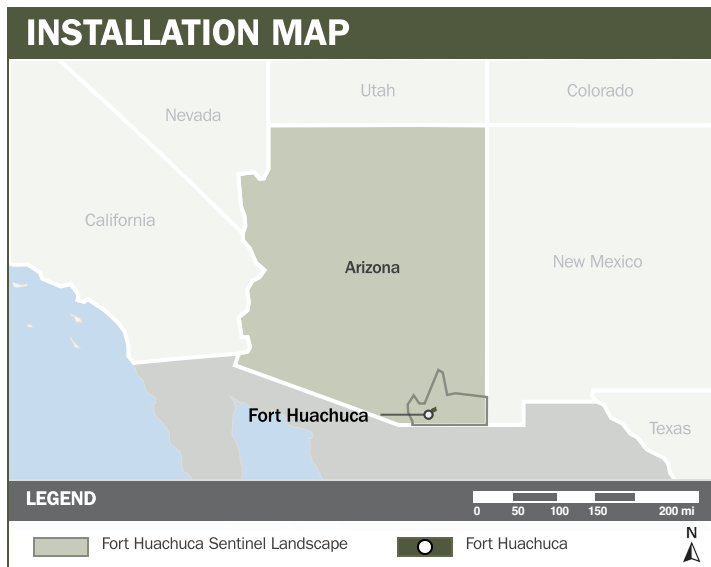 INSTALLATION MAP
Utah
Colorado
Nevada
California
Arizona
New Mexico
Fort Huachuca
Texas
LEGEND
0 50 100 150 200 mi
Fort Huachuca Sentinel Landscape
Fort Huachuca
N